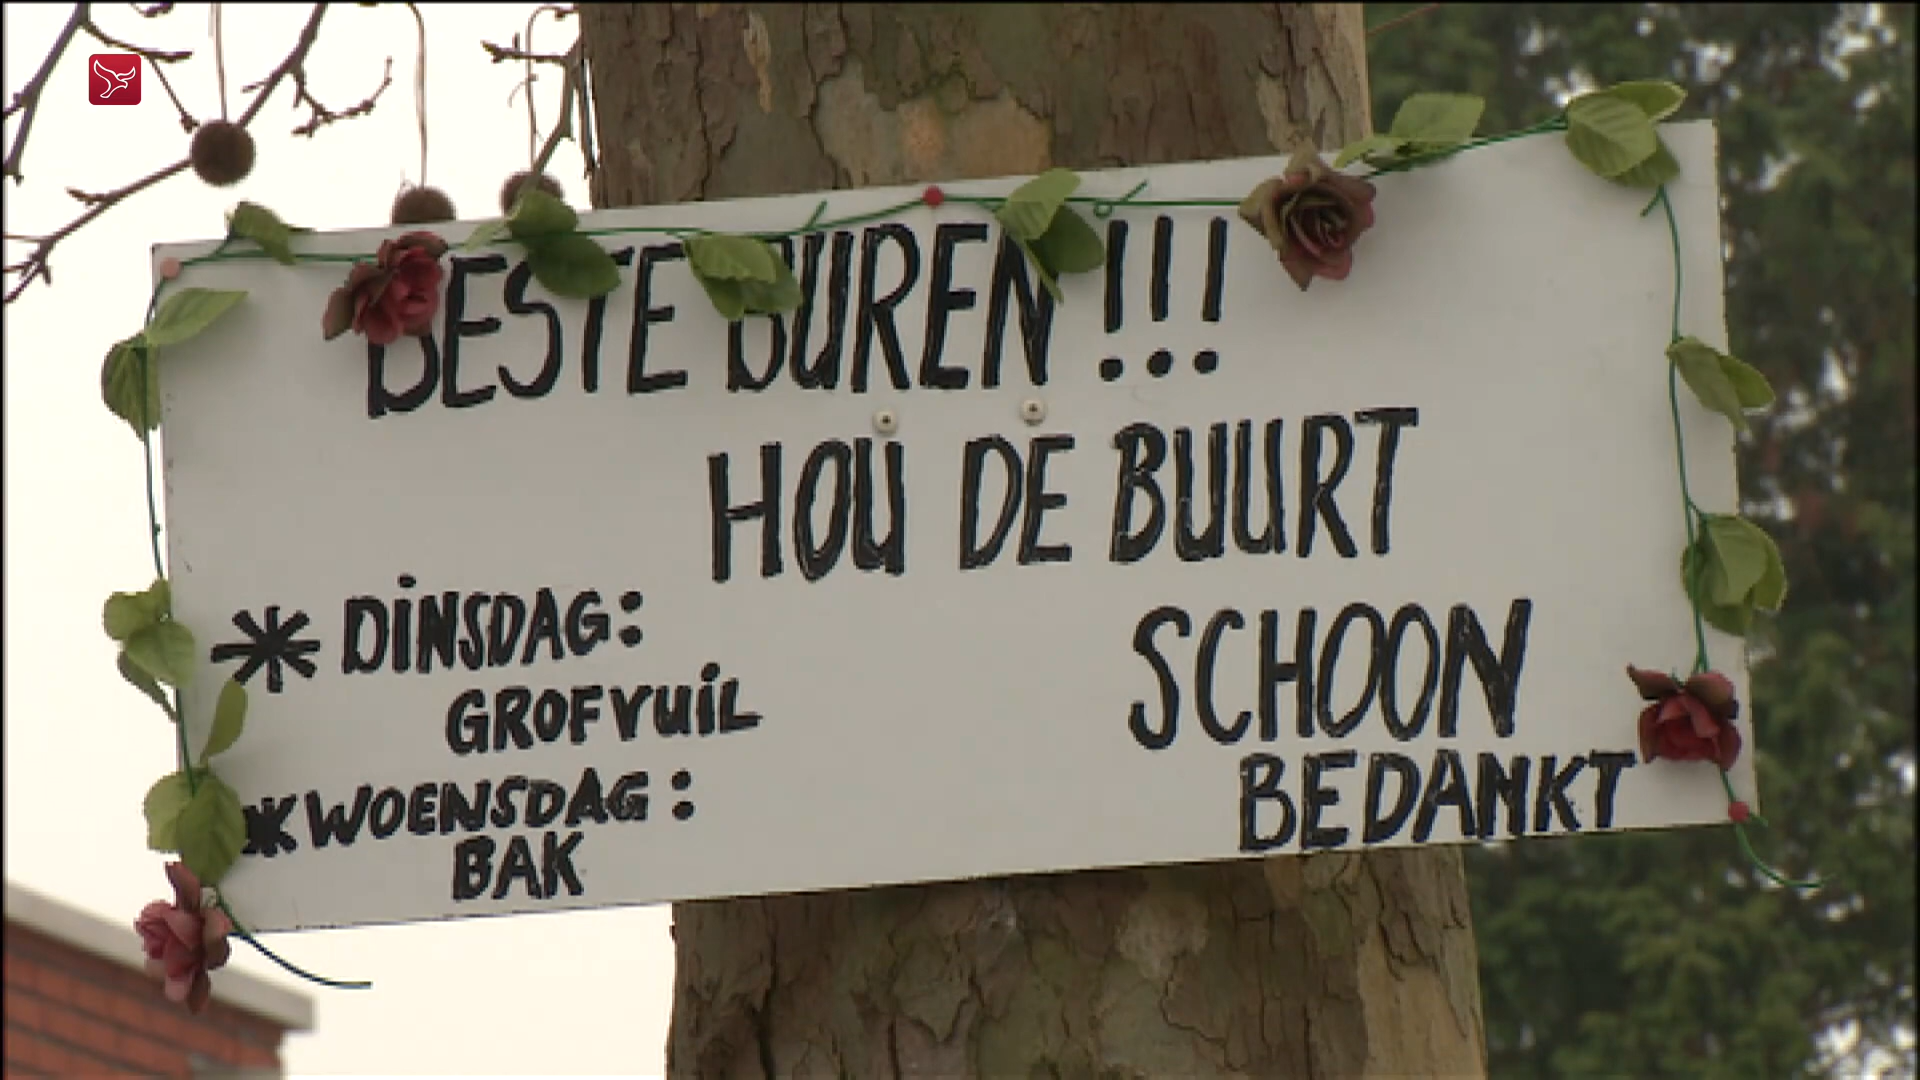 BESTE BUREN !!!
HOU DE BUURT
SCHOON
BEDANKT
* DINSDAG:
GROFVUIL
* WOENSDAG:
BAK